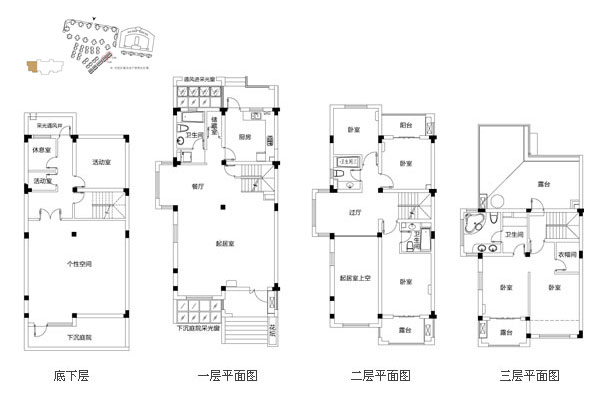 采光通风井
休息室
活动室
活动室
个性空间
下沉庭院
底下层
通风道采光窗
卫生间
储藏室
厨房
餐厅
起居室
下沉庭院采光窗
花坛
一层平面图
卧室
阳台
卫生间
卧室
过厅
卫生间
起居室上空
卧室
露台
二层平面图
露台
卫生间
衣帽间
卧室
卧室
露台
三层平面图